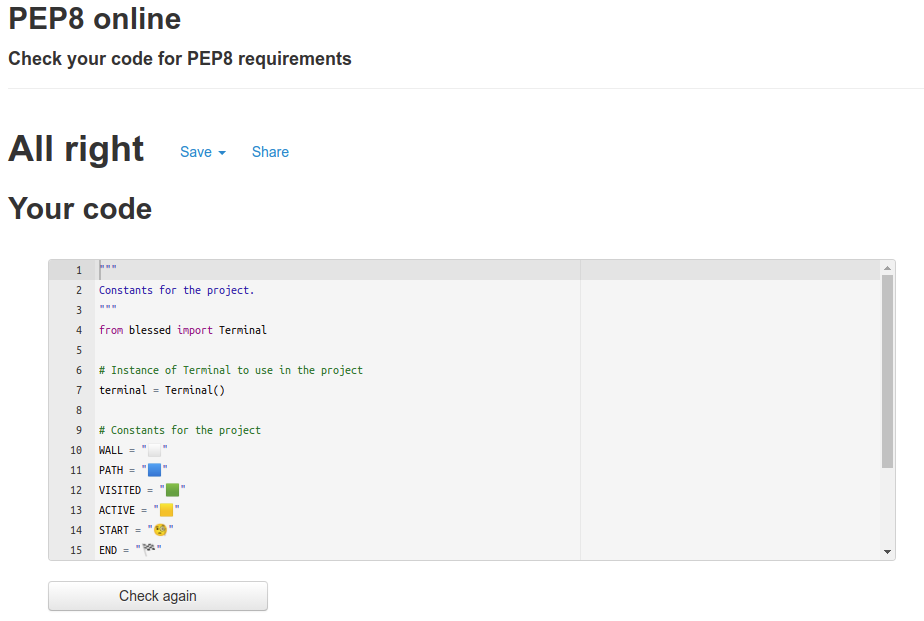 PEP8 online
Check your code for PEP8 requirements
All right Save Share
Your code
1 """
2 Constants for the project.
3 """
4 from blessed import Terminal
5
6 # Instance of Terminal to use in the project
7 terminal = Terminal()
8
9 # Constants for the project
10 WALL = "⬜"
11 PATH = "🟦"
12 VISITED = "🟩"
13 ACTIVE = "🟨"
14 START = "🧐"
15 END = "🏁"
Check again